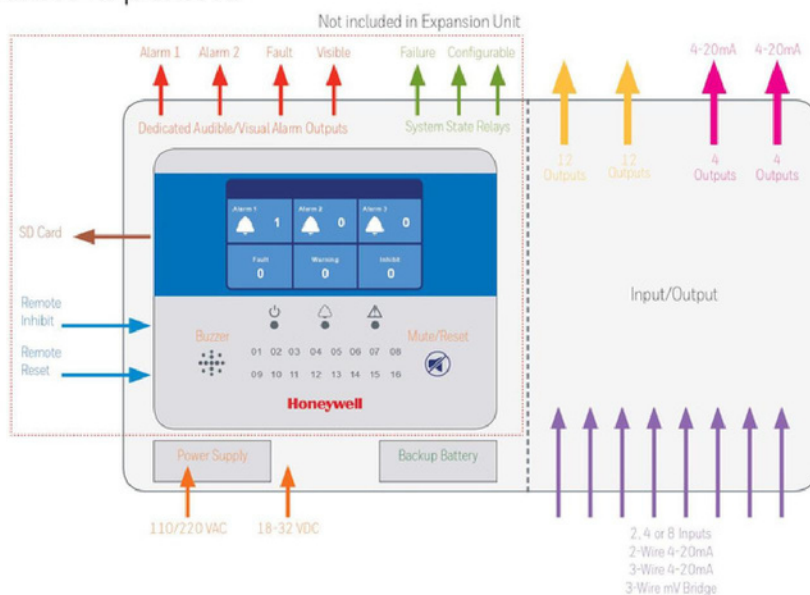 Not included in Expansion Unit
Alarm 1 Alarm 2 Fault Visible Failure Configurable 4-20mA 4-20mA
Dedicated Audible/Visual Alarm Outputs System State Relays
12 Outputs 12 Outputs 4 Outputs 4 Outputs
Alarm 1 1 Alarm 2 0 Alarm 3 0
Fault 0 Warning 0 Inhibit 0
SD Card
Remote Inhibit
Remote Reset
Input/Output
Buzzer Mute/Reset
01 02 03 04 05 06 07 08
09 10 11 12 13 14 15 16
Honeywell
Power Supply Backup Battery
110/220 VAC 18-32 VDC
2, 4 or 8 Inputs
2-Wire 4-20mA
3-Wire 4-20mA
3-Wire mV Bridge